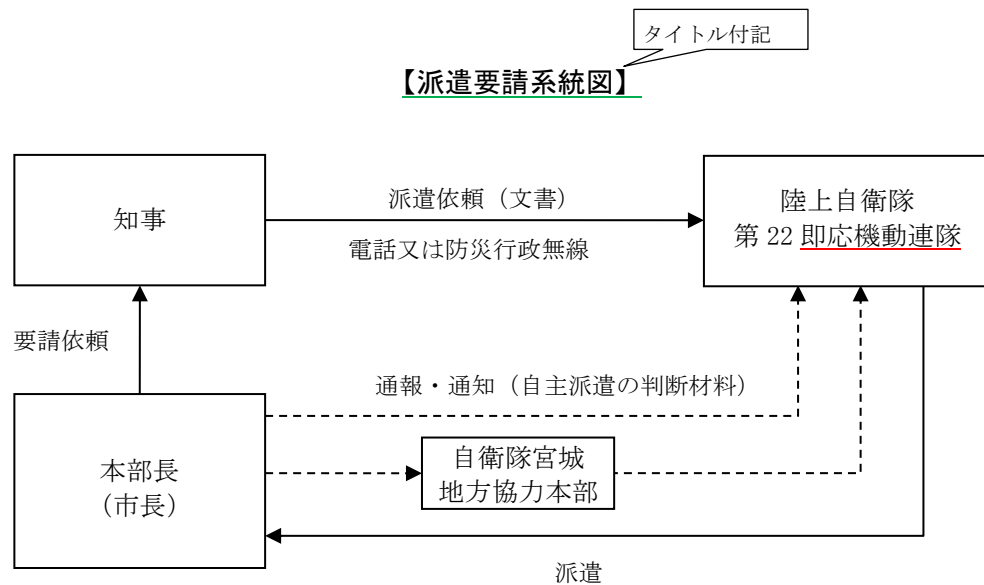 タイトル付記
【派遣要請系統図】
知事
派遣依頼(文書)
電話又は防災行政無線
陸上自衛隊
第 22 即応機動連隊
要請依頼
通報・通知(自主派遣の判断材料)
本部長
(市長)
自衛隊宮城
地方協力本部
派遣